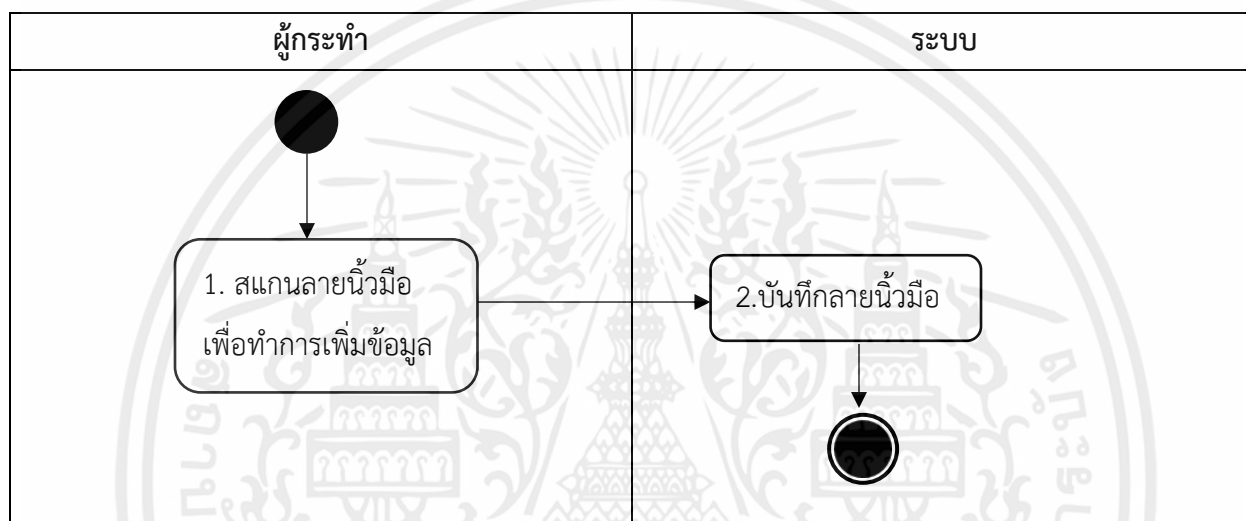 ผู้กระทำ
ระบบ
1. สแกนลายนิ้วมือ
เพื่อทำการเพิ่มข้อมูล
2.บันทึกลายนิ้วมือ